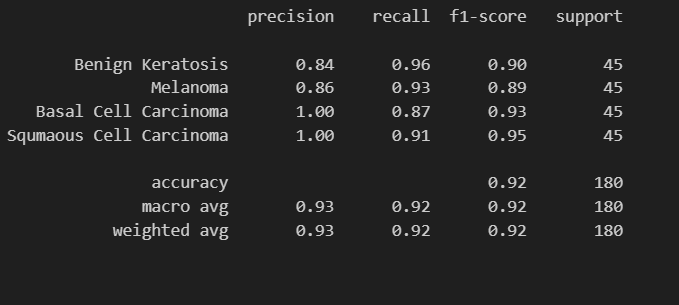 precision recall f1-score support
Benign Keratosis 0.84 0.96 0.90 45
Melanoma 0.86 0.93 0.89 45
Basal Cell Carcinoma 1.00 0.87 0.93 45
Squmaous Cell Carcinoma 1.00 0.91 0.95 45
accuracy 0.92 180
macro avg 0.93 0.92 0.92 180
weighted avg 0.93 0.92 0.92 180